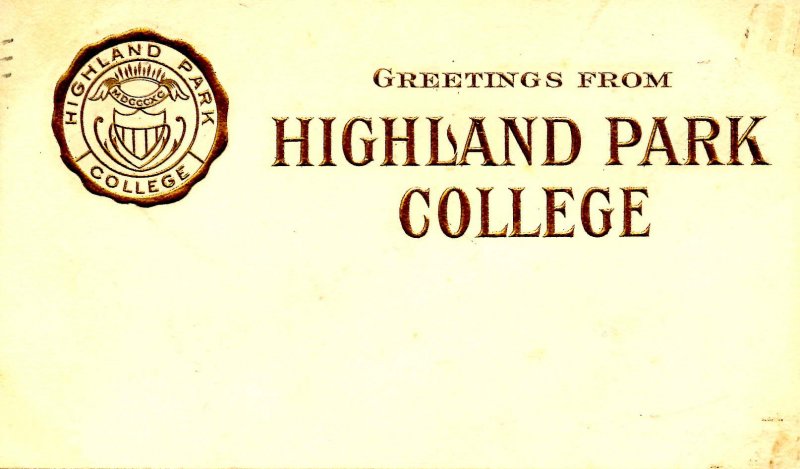 HIGHLAND PARK
MDCCCXC
COLLEGE
GREETINGS FROM
HIGHLAND PARK
COLLEGE